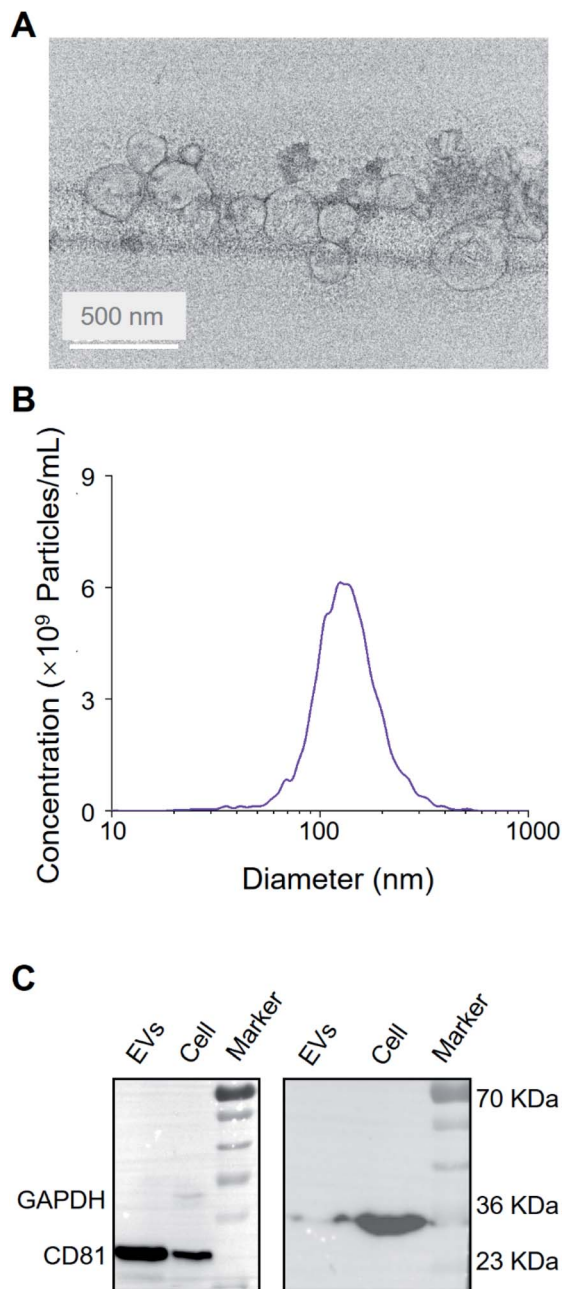 A
500 nm
B
Concentration (×10⁹ Particles/mL)
9
6
3
0
10
100
1000
Diameter (nm)
C
EVs Cell Marker
EVs Cell Marker
70 KDa
GAPDH
36 KDa
CD81
23 KDa